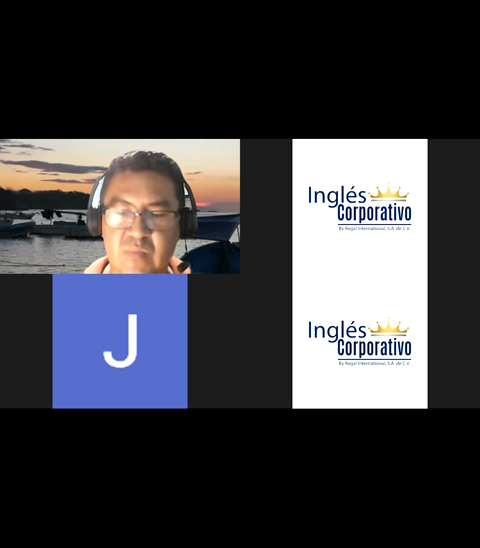 Inglés
Corporativo
By Regal International, S.A. de C.V
J
Inglés
Corporativo
By Regal International, S.A. de C.V